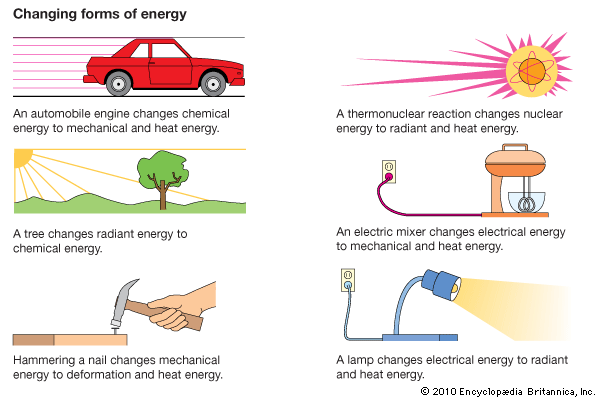 Changing forms of energy
An automobile engine changes chemical
energy to mechanical and heat energy.
A thermonuclear reaction changes nuclear
energy to radiant and heat energy.
A tree changes radiant energy to
chemical energy.
An electric mixer changes electrical energy
to mechanical and heat energy.
Hammering a nail changes mechanical
energy to deformation and heat energy.
A lamp changes electrical energy to radiant
and heat energy.
© 2010 Encyclopædia Britannica, Inc.